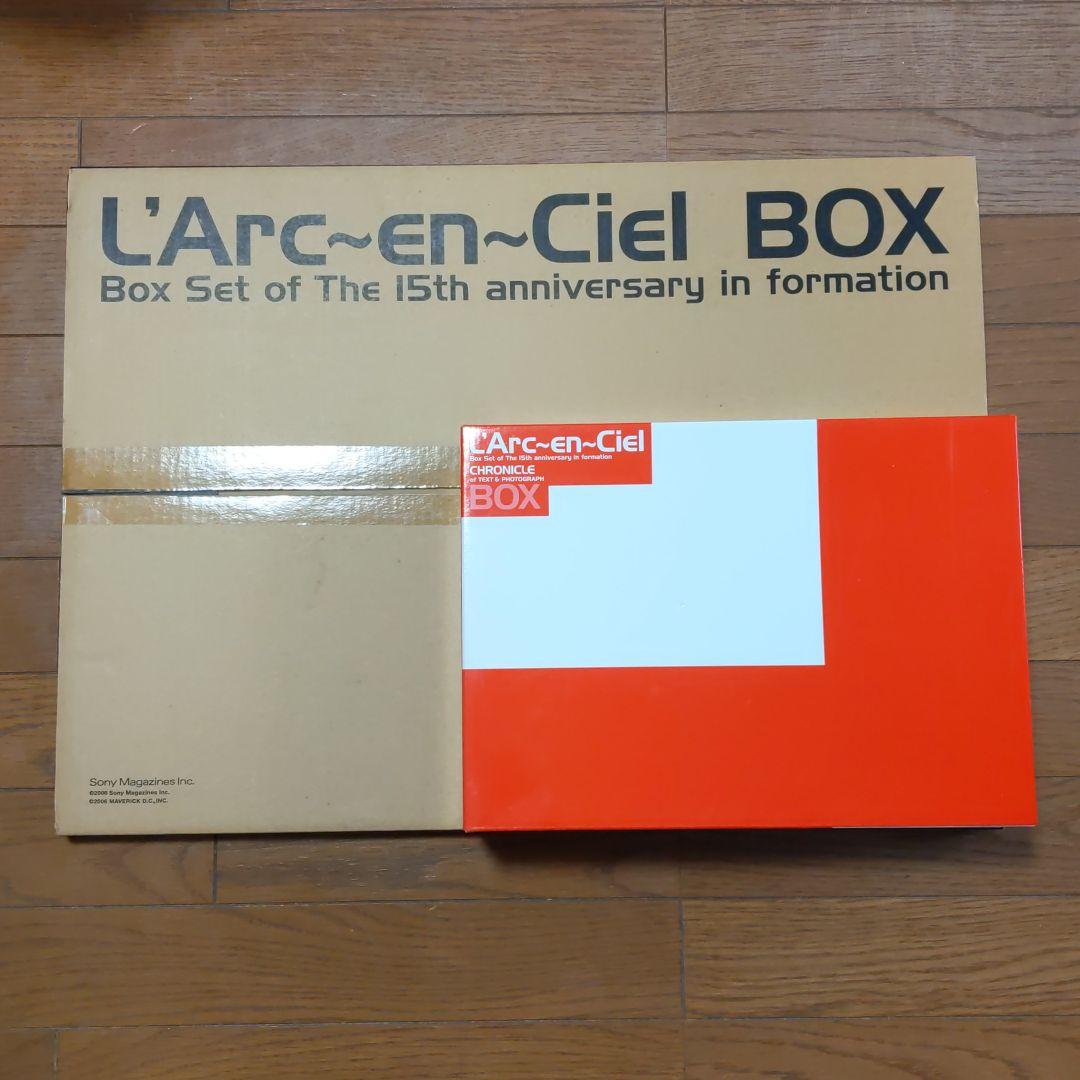 L'Arc~en~Ciel BOX
Box Set of The 15th anniversary in formation
L'Arc~en~Ciel
Box Set of The 15th anniversary in formation
CHRONICLE
of TEXT & PHOTOGRAPH
BOX
Sony Magazines Inc.
©2006 Sony Magazines Inc.
©2006 MAVERICK D.C.,INC.